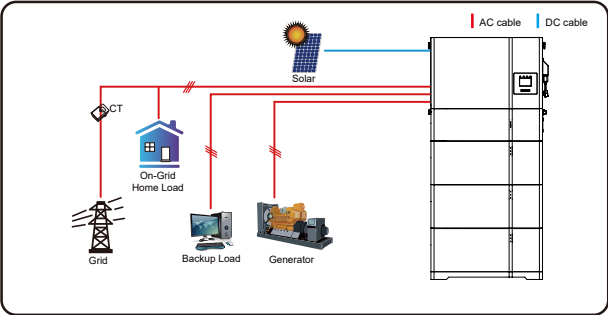 AC cable
DC cable
Solar
CT
On-Grid
Home Load
Grid
Backup Load
Generator